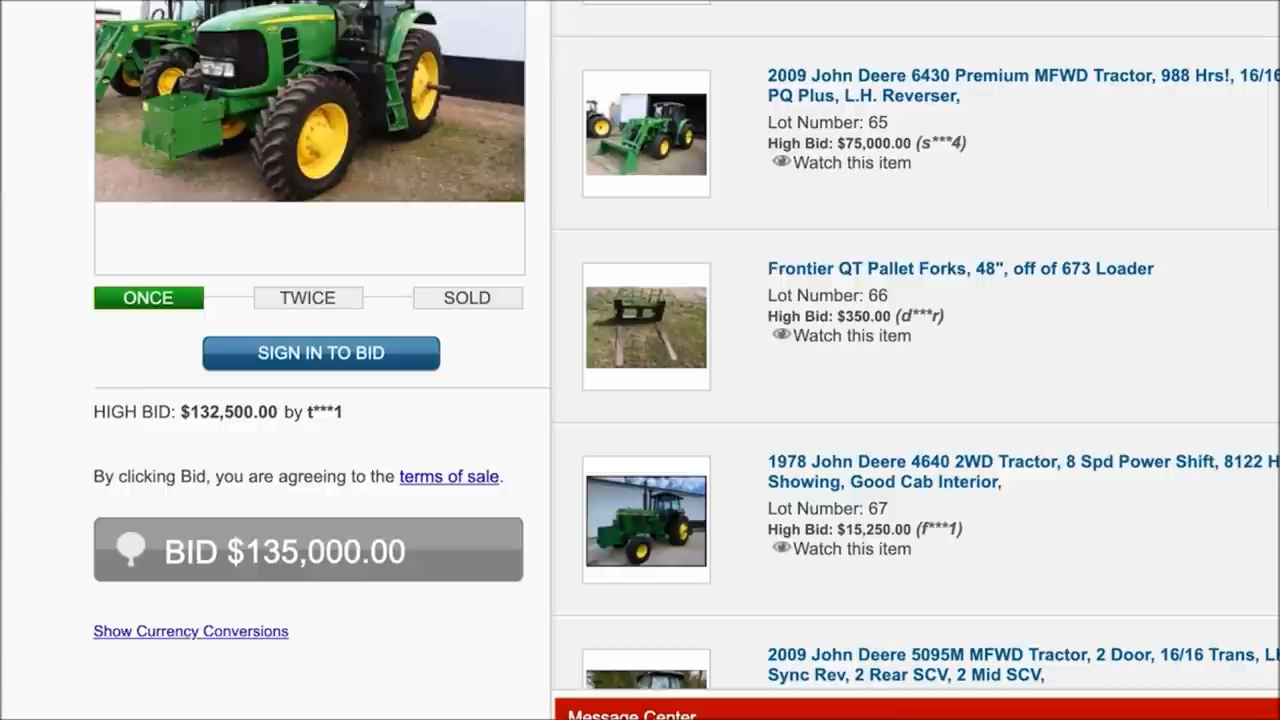 ONCE
TWICE
SOLD
SIGN IN TO BID
HIGH BID: $132,500.00 by t***1
By clicking Bid, you are agreeing to the terms of sale.
BID $135,000.00
Show Currency Conversions
2009 John Deere 6430 Premium MFWD Tractor, 988 Hrs!, 16/16
PQ Plus, L.H. Reverser,
Lot Number: 65
High Bid: $75,000.00 (s***4)
Watch this item
Frontier QT Pallet Forks, 48", off of 673 Loader
Lot Number: 66
High Bid: $350.00 (d***r)
Watch this item
1978 John Deere 4640 2WD Tractor, 8 Spd Power Shift, 8122 H
Showing, Good Cab Interior,
Lot Number: 67
High Bid: $15,250.00 (f***1)
Watch this item
2009 John Deere 5095M MFWD Tractor, 2 Door, 16/16 Trans, L
Sync Rev, 2 Rear SCV, 2 Mid SCV,
Message Center